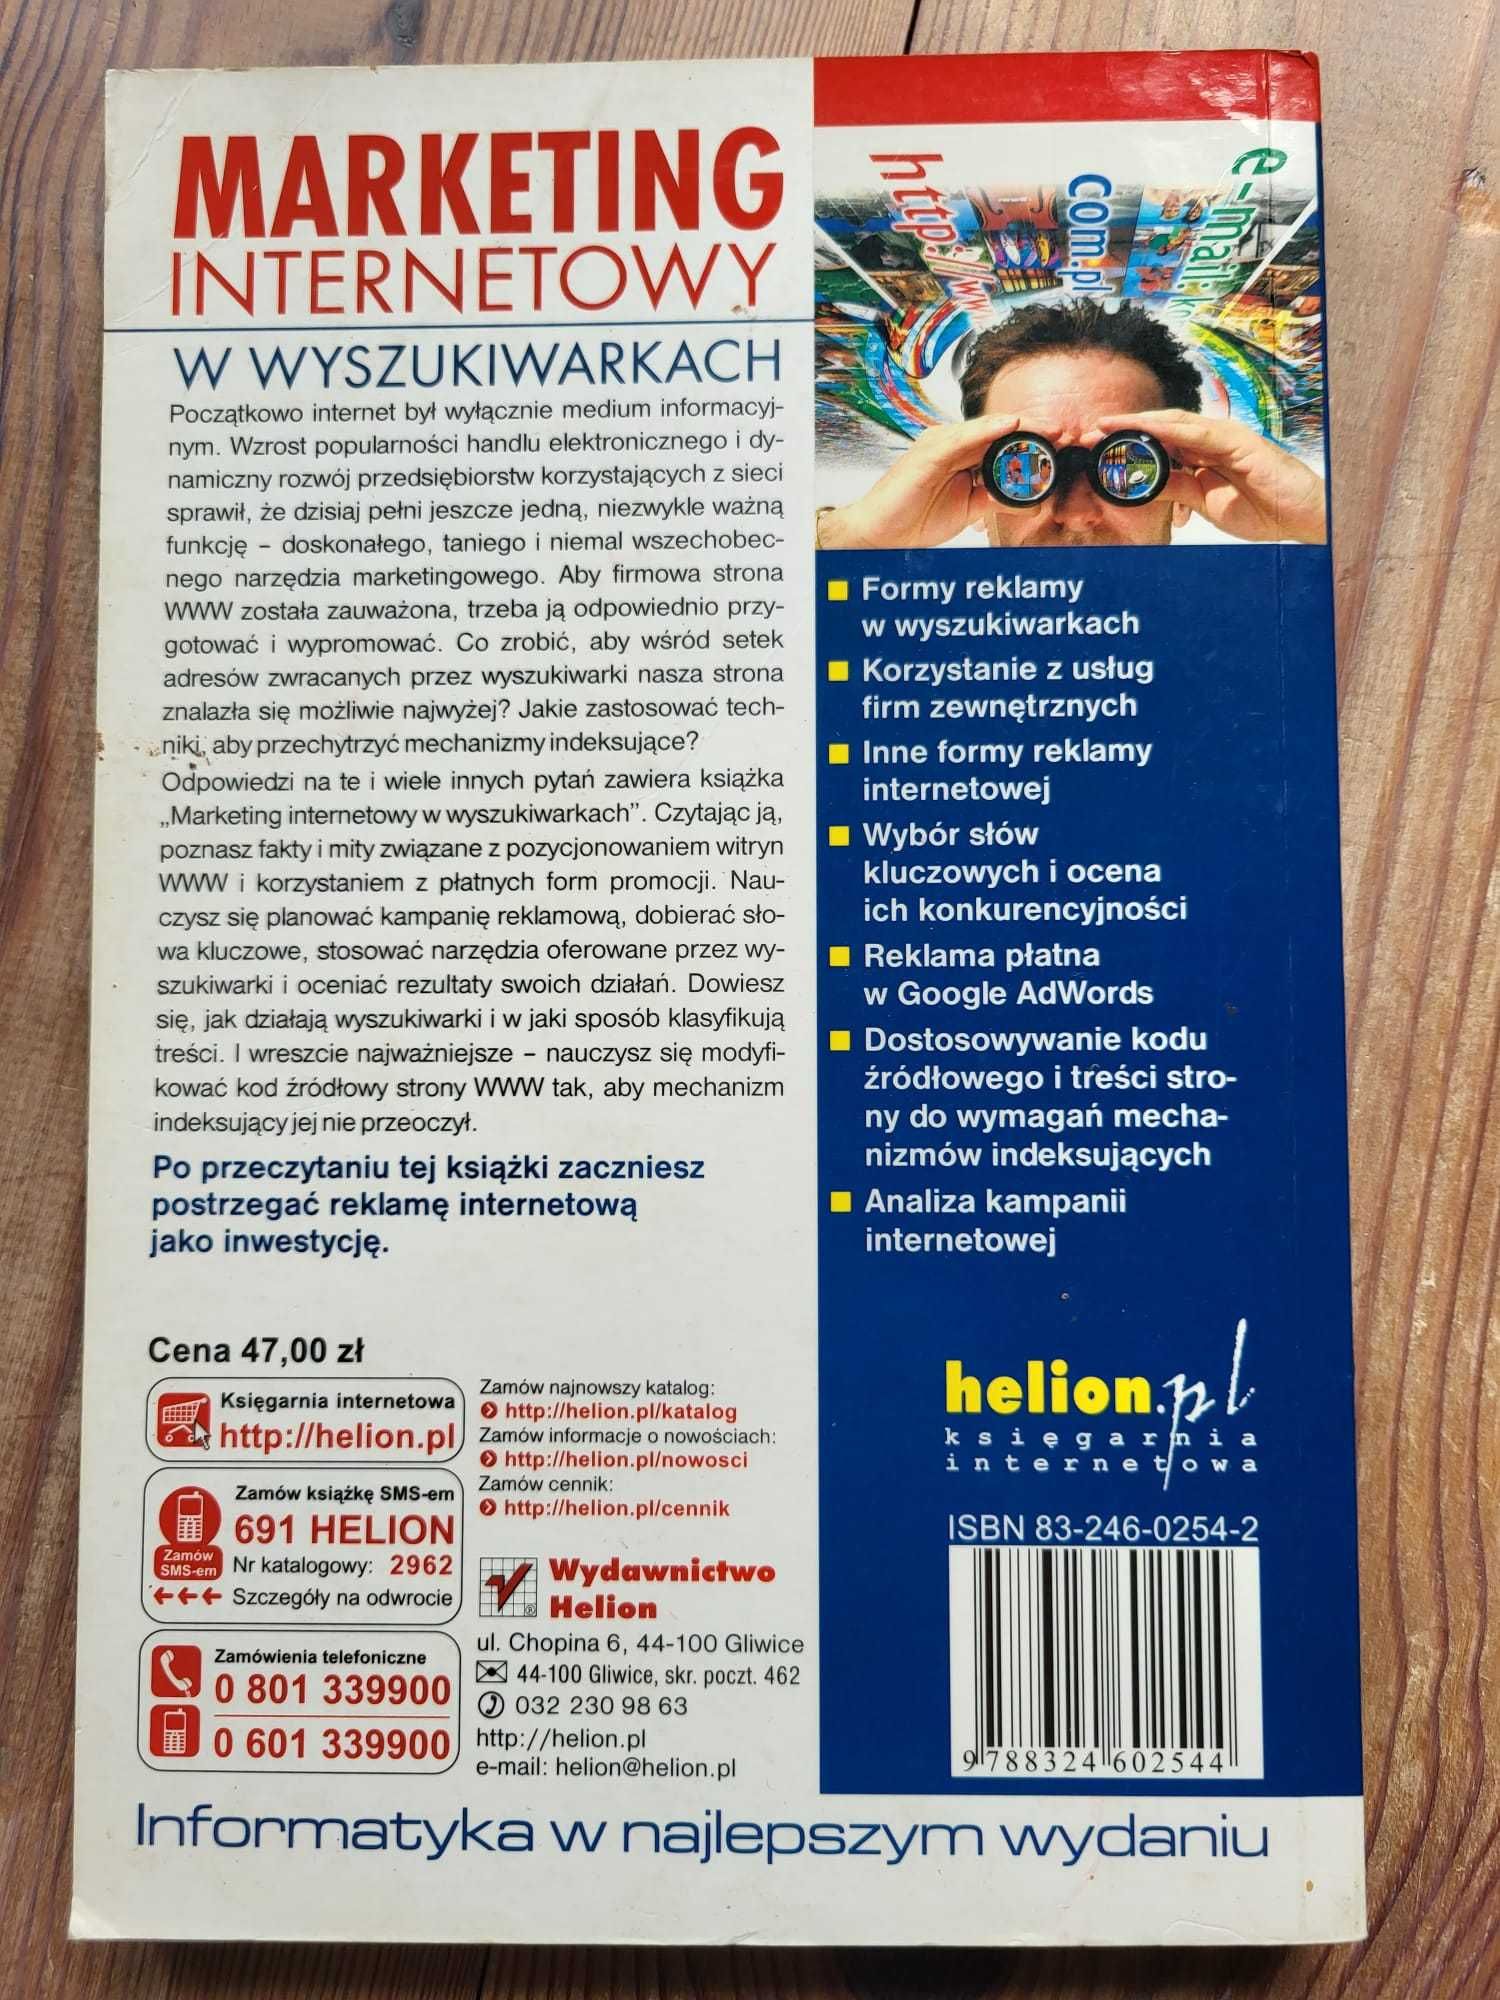 MARKETING
INTERNETOWY
W WYSZUKIWARKACH
Początkowo internet był wyłącznie medium informacyj-
nym. Wzrost popularności handlu elektronicznego i dy-
namiczny rozwój przedsiębiorstw korzystających z sieci
sprawił, że dzisiaj pełni jeszcze jedną, niezwykle ważną
funkcję – doskonałego, taniego i niemal wszechobec-
nego narzędzia marketingowego. Aby firmowa strona
WWW została zauważona, trzeba ją odpowiednio przy-
gotować i wypromować. Co zrobić, aby wśród setek
adresów zwracanych przez wyszukiwarki nasza strona
znalazła się możliwie najwyżej? Jakie zastosować tech-
niki, aby przechytrzyć mechanizmy indeksujące?
Odpowiedzi na te i wiele innych pytań zawiera książka
„Marketing internetowy w wyszukiwarkach”. Czytając ją,
poznasz fakty i mity związane z pozycjonowaniem witryn
WWW i korzystaniem z płatnych form promocji. Nau-
czysz się planować kampanię reklamową, dobierać sło-
wa kluczowe, stosować narzędzia oferowane przez wy-
szukiwarki i oceniać rezultaty swoich działań. Dowiesz
się, jak działają wyszukiwarki i w jaki sposób klasyfikują
treści. I wreszcie najważniejsze – nauczysz się modyfi-
kować kod źródłowy strony WWW tak, aby mechanizm
indeksujący jej nie przeoczył.
Po przeczytaniu tej książki zaczniesz
postrzegać reklamę internetową
jako inwestycję.
Cena 47,00 zł
Księgarnia internetowa
http://helion.pl
Zamów książkę SMS-em
691 HELION
Zamów
SMS-em
Nr katalogowy: 2962
Szczegóły na odwrocie
Zamówienia telefoniczne
0 801 339900
0 601 339900
Zamów najnowszy katalog:
http://helion.pl/katalog
Zamów informacje o nowościach:
http://helion.pl/nowosci
Zamów cennik:
http://helion.pl/cennik
Wydawnictwo
Helion
®
ul. Chopina 6, 44-100 Gliwice
44-100 Gliwice, skr. poczt. 462
032 230 98 63
http://helion.pl
e-mail: helion@helion.pl
http://www
com.pl
e-mail:
Formy reklamy
w wyszukiwarkach
Korzystanie z usług
firm zewnętrznych
Inne formy reklamy
internetowej
Wybór słów
kluczowych i ocena
ich konkurencyjności
Reklama płatna
w Google AdWords
Dostosowywanie kodu
źródłowego i treści stro-
ny do wymagań mecha-
nizmów indeksujących
Analiza kampanii
internetowej
helion.pl
księgarnia
internetowa
ISBN 83-246-0254-2
9 788324 602544
Informatyka w najlepszym wydaniu